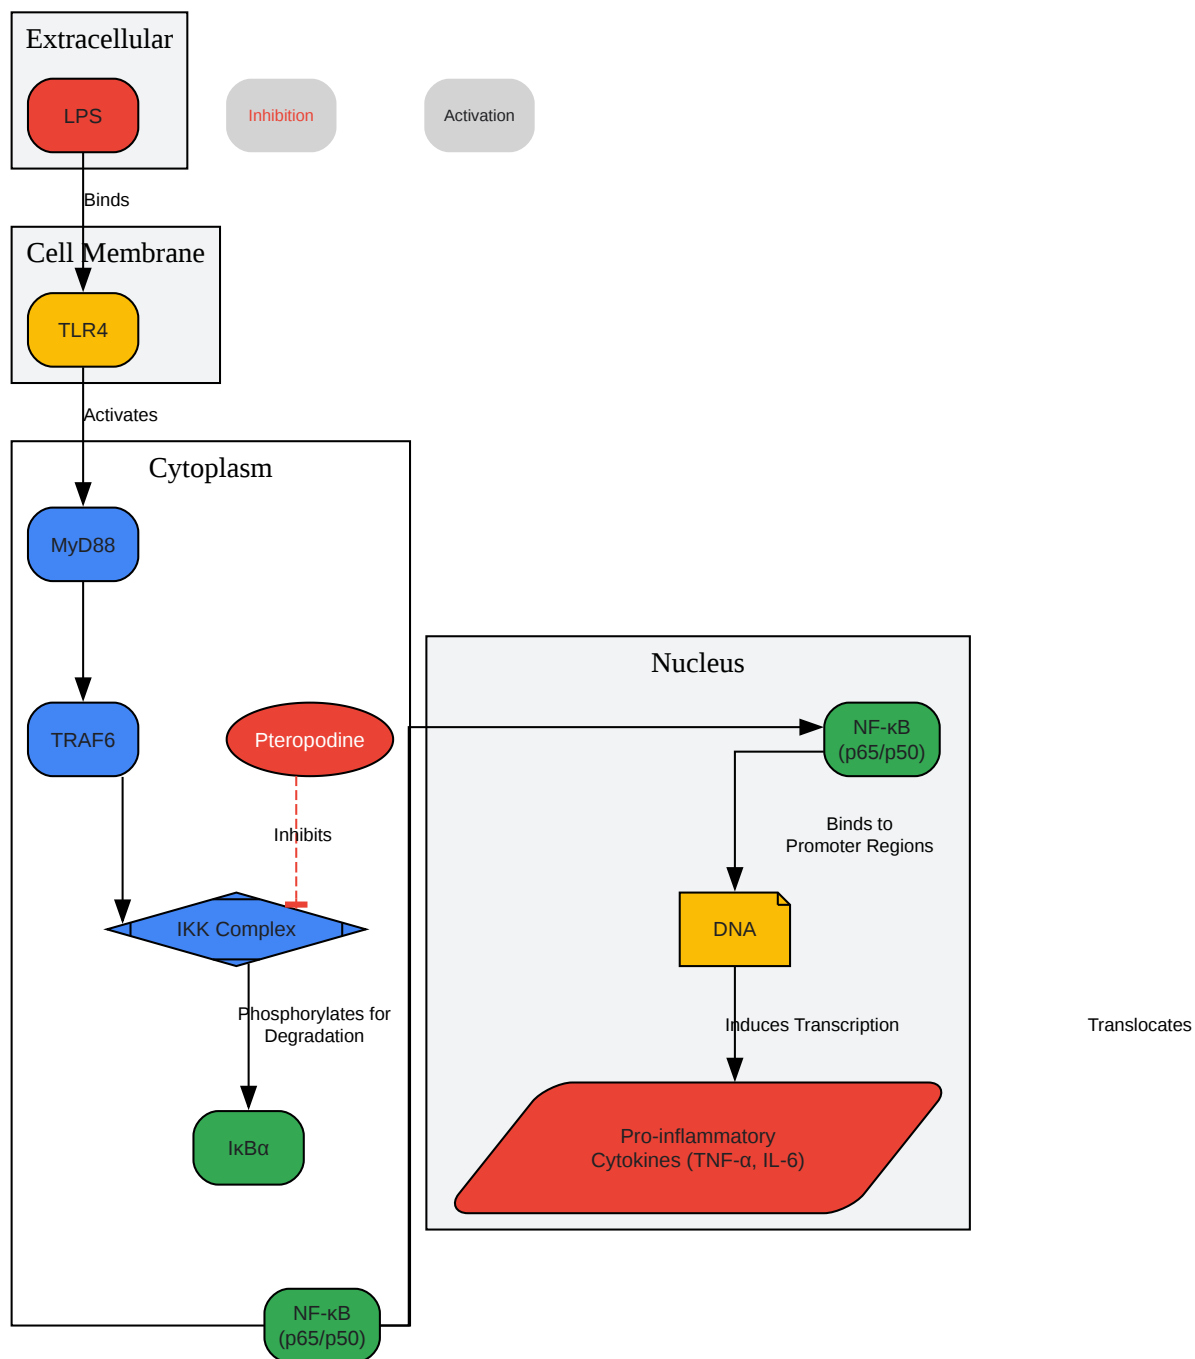 Extracellular
LPS
Inhibition
Activation
Binds
Cell Membrane
TLR4
Activates
Cytoplasm
MyD88
Nucleus
TRAF6
Pteropodine
NF-κB
(p65/p50)
Inhibits
Binds to
Promoter Regions
IKK Complex
DNA
Phosphorylates for
Degradation
Induces Transcription
Translocates
IκBα
Pro-inflammatory
Cytokines (TNF-α, IL-6)
NF-κB
(p65/p50)